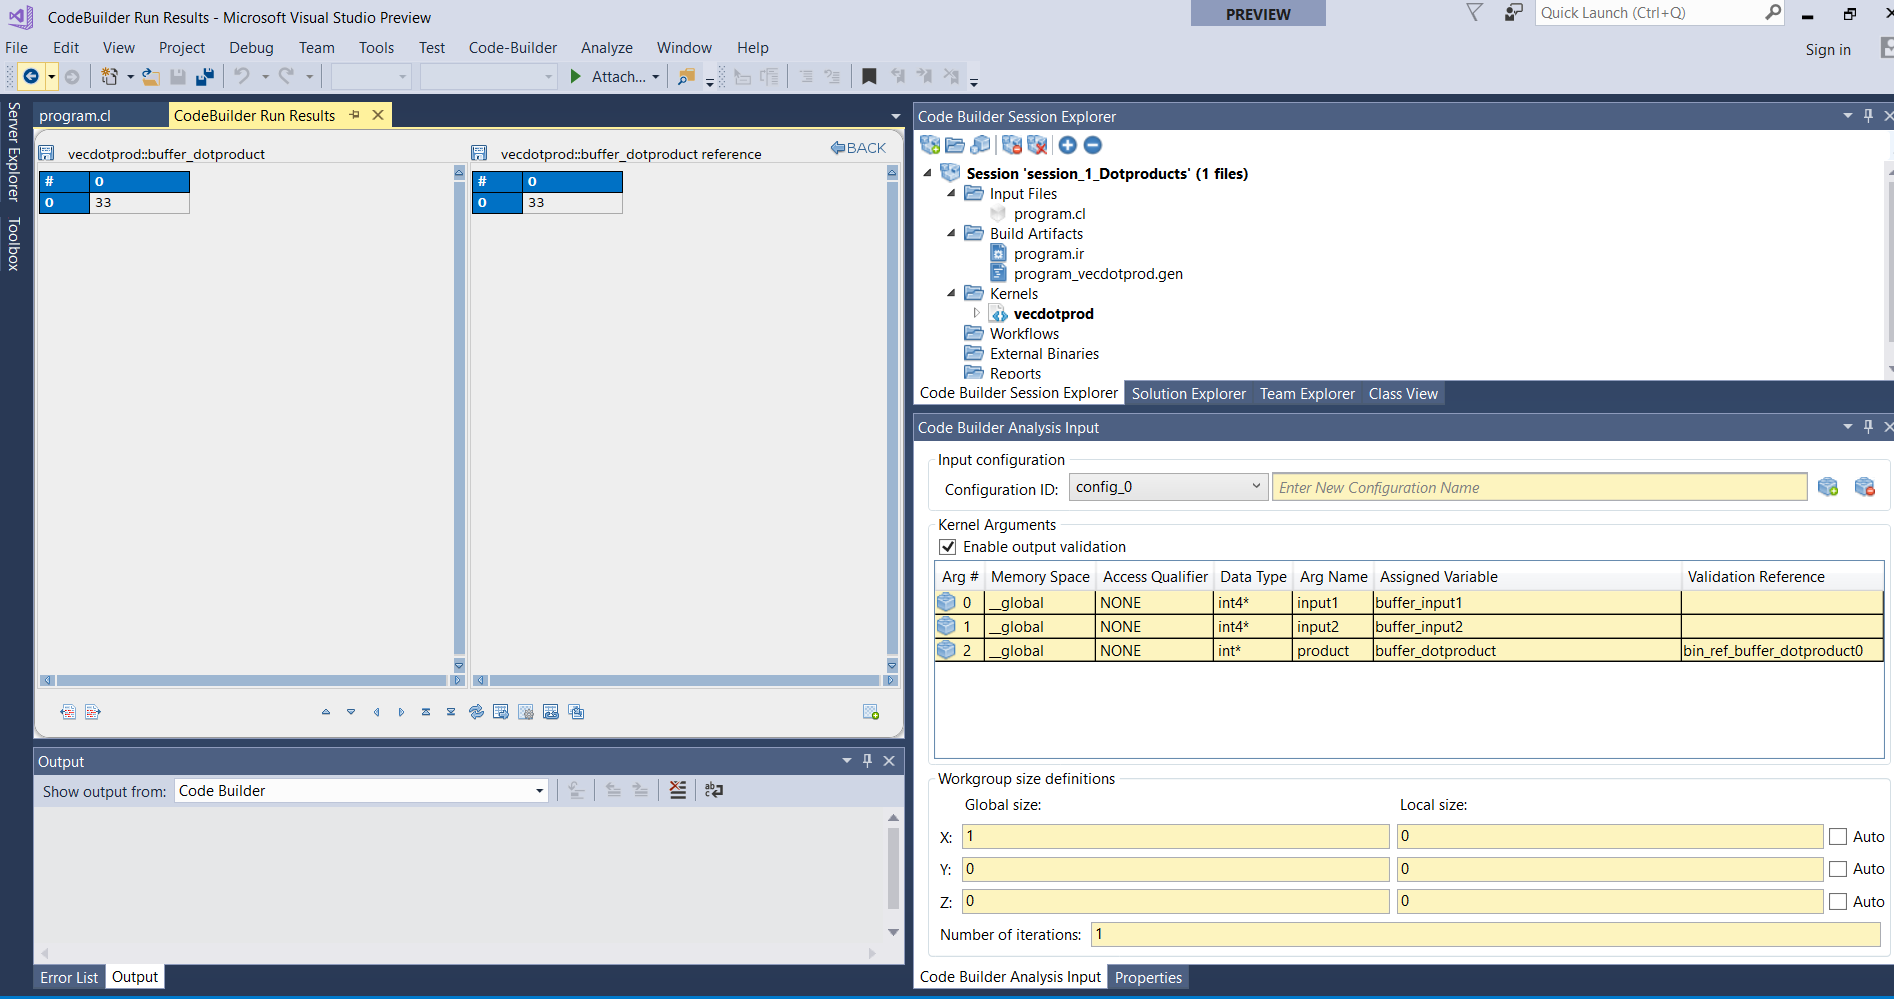 CodeBuilder Run Results - Microsoft Visual Studio Preview
PREVIEW
Quick Launch (Ctrl+Q)
File Edit View Project Debug Team Tools Test Code-Builder Analyze Window Help
Sign in
Attach...
Server Explorer
Toolbox
program.cl
CodeBuilder Run Results
vecdotprod::buffer_dotproduct
vecdotprod::buffer_dotproduct reference
BACK
# 0
0 33
# 0
0 33
Output
Show output from: Code Builder
Error List
Output
Code Builder Session Explorer
Session 'session_1_Dotproducts' (1 files)
Input Files
program.cl
Build Artifacts
program.ir
program_vecdotprod.gen
Kernels
vecdotprod
Workflows
External Binaries
Reports
Code Builder Session Explorer
Solution Explorer
Team Explorer
Class View
Code Builder Analysis Input
Input configuration
Configuration ID: config_0 Enter New Configuration Name
Kernel Arguments
Enable output validation
Arg # Memory Space Access Qualifier Data Type Arg Name Assigned Variable Validation Reference
0 __global NONE int4* input1 buffer_input1
1 __global NONE int4* input2 buffer_input2
2 __global NONE int* product buffer_dotproduct bin_ref_buffer_dotproduct0
Workgroup size definitions
Global size: Local size:
X: 1 0 Auto
Y: 0 0 Auto
Z: 0 0 Auto
Number of iterations: 1
Code Builder Analysis Input
Properties